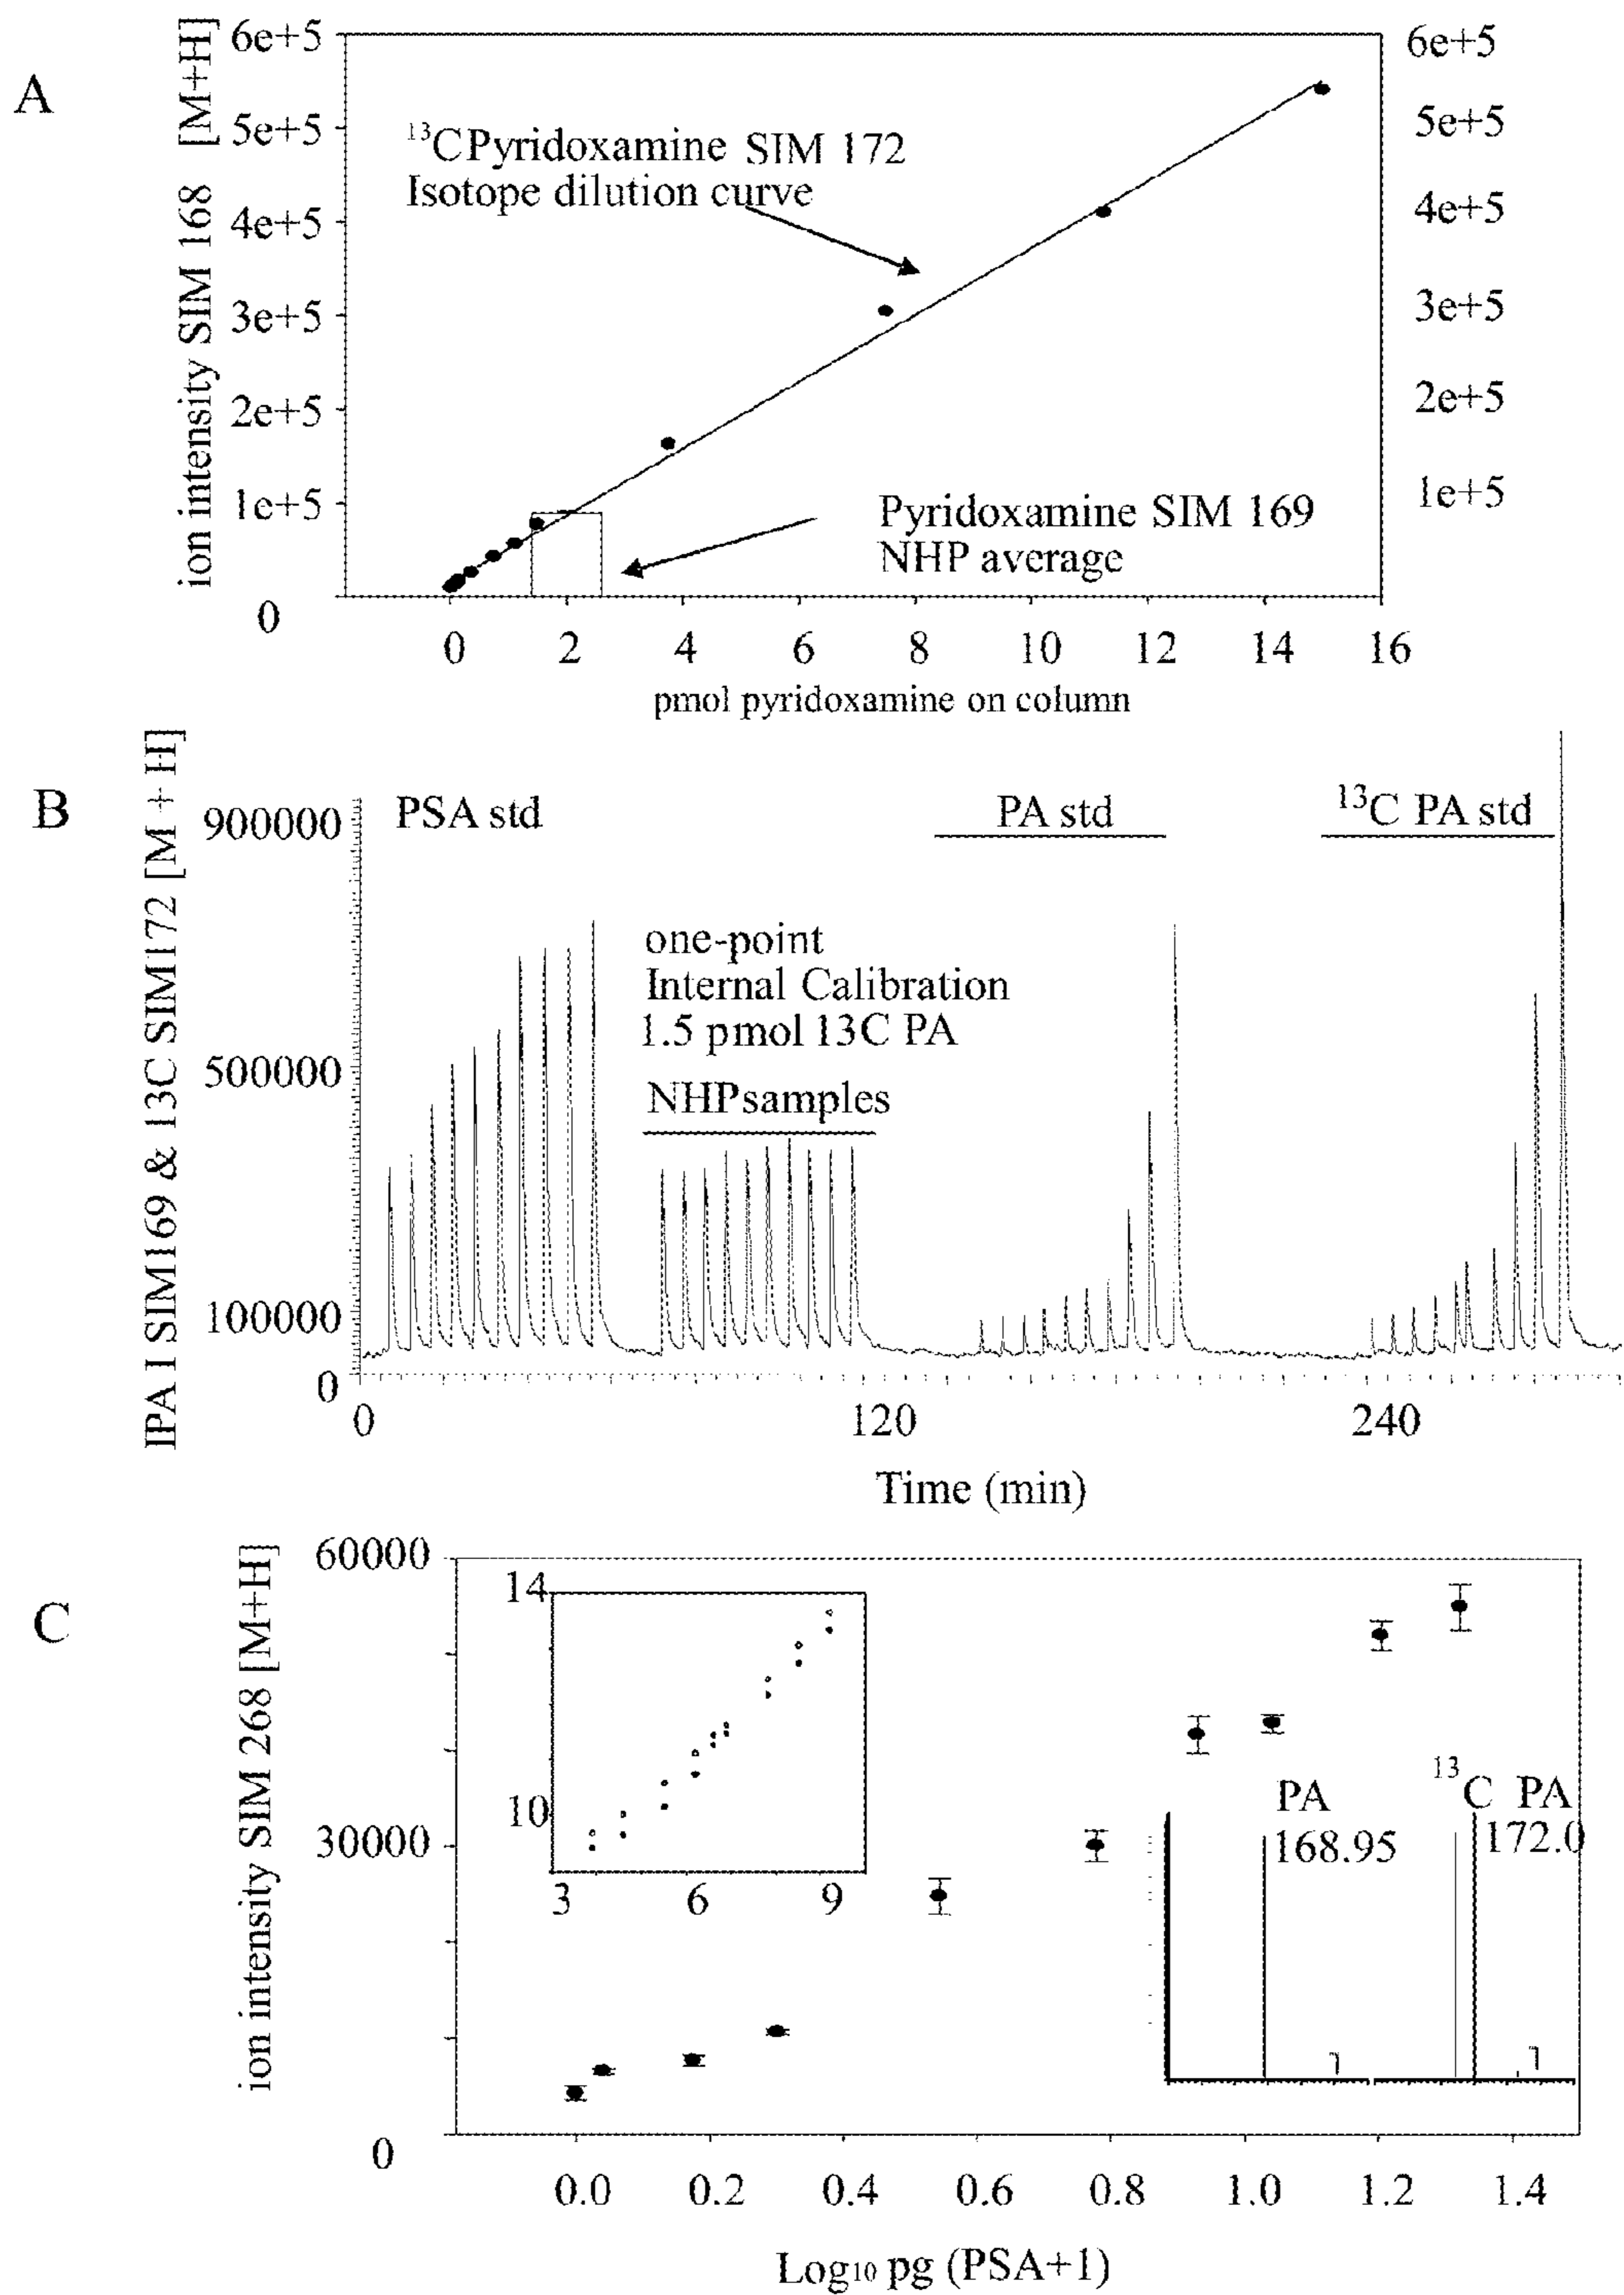 A
ion intensity SIM 168 [M+H]
6e+5
5e+5
4e+5
3e+5
2e+5
1e+5
0
6e+5
5e+5
4e+5
3e+5
2e+5
1e+5
13CPyridoxamine SIM 172
Isotope dilution curve
Pyridoxamine SIM 169
NHP average
0 2 4 6 8 10 12 14 16
pmol pyridoxamine on column
B
IPA I SIM169 & 13C SIM172 [M + H]
900000
500000
100000
0
PSA std
PA std
13C PA std
one-point
Internal Calibration
1.5 pmol 13C PA
NHPsamples
0 120 240
Time (min)
C
ion intensity SIM 268 [M+H]
60000
30000
0
14
10
3 6 9
PA
168.95
13C PA
172.0
0.0 0.2 0.4 0.6 0.8 1.0 1.2 1.4
Log10 pg (PSA+1)